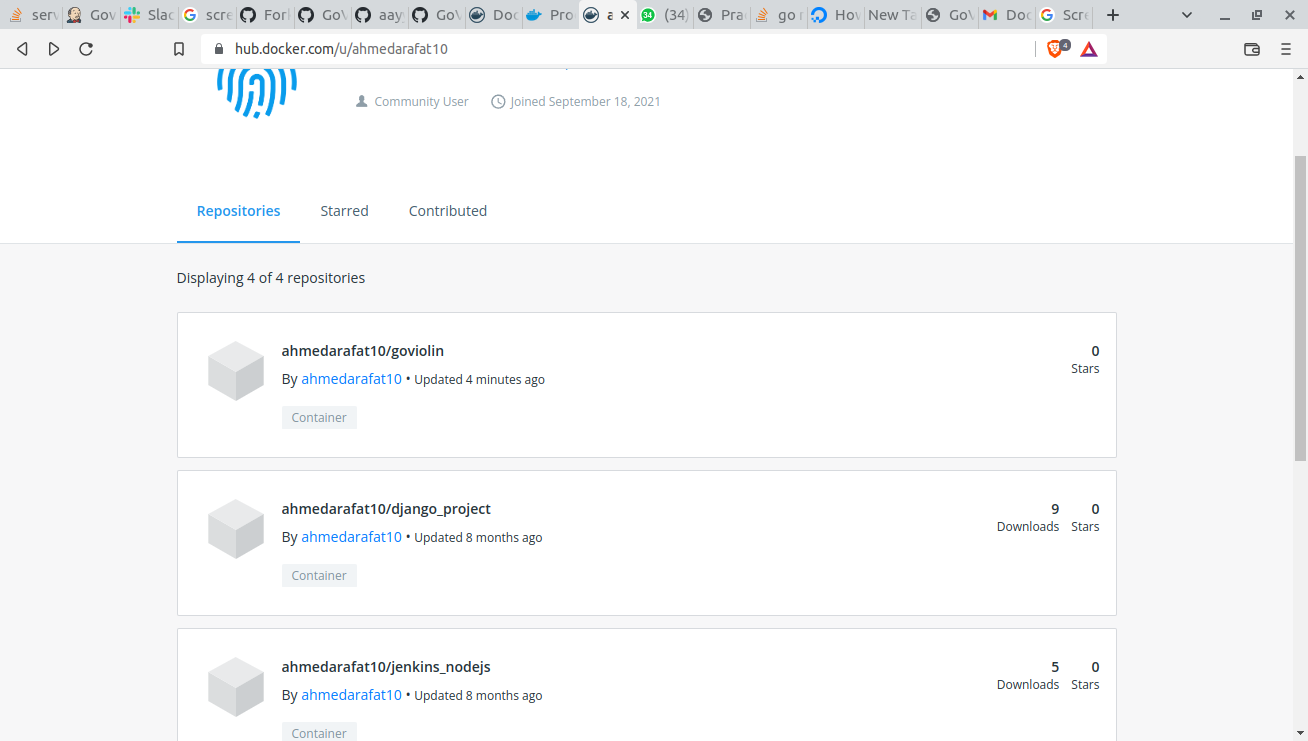 serv
Gov
Slac
scre
For
GoV
aay
GoV
Doc
Pro
a
(34)
Pra
go r
How
New Ta
GoV
Doc
Scre
hub.docker.com/u/ahmedarafat10
4
Community User
Joined September 18, 2021
Repositories
Starred
Contributed
Displaying 4 of 4 repositories
ahmedarafat10/goviolin
By ahmedarafat10 • Updated 4 minutes ago
Container
0
Stars
ahmedarafat10/django_project
By ahmedarafat10 • Updated 8 months ago
Container
9
Downloads
0
Stars
ahmedarafat10/jenkins_nodejs
By ahmedarafat10 • Updated 8 months ago
Container
5
Downloads
0
Stars